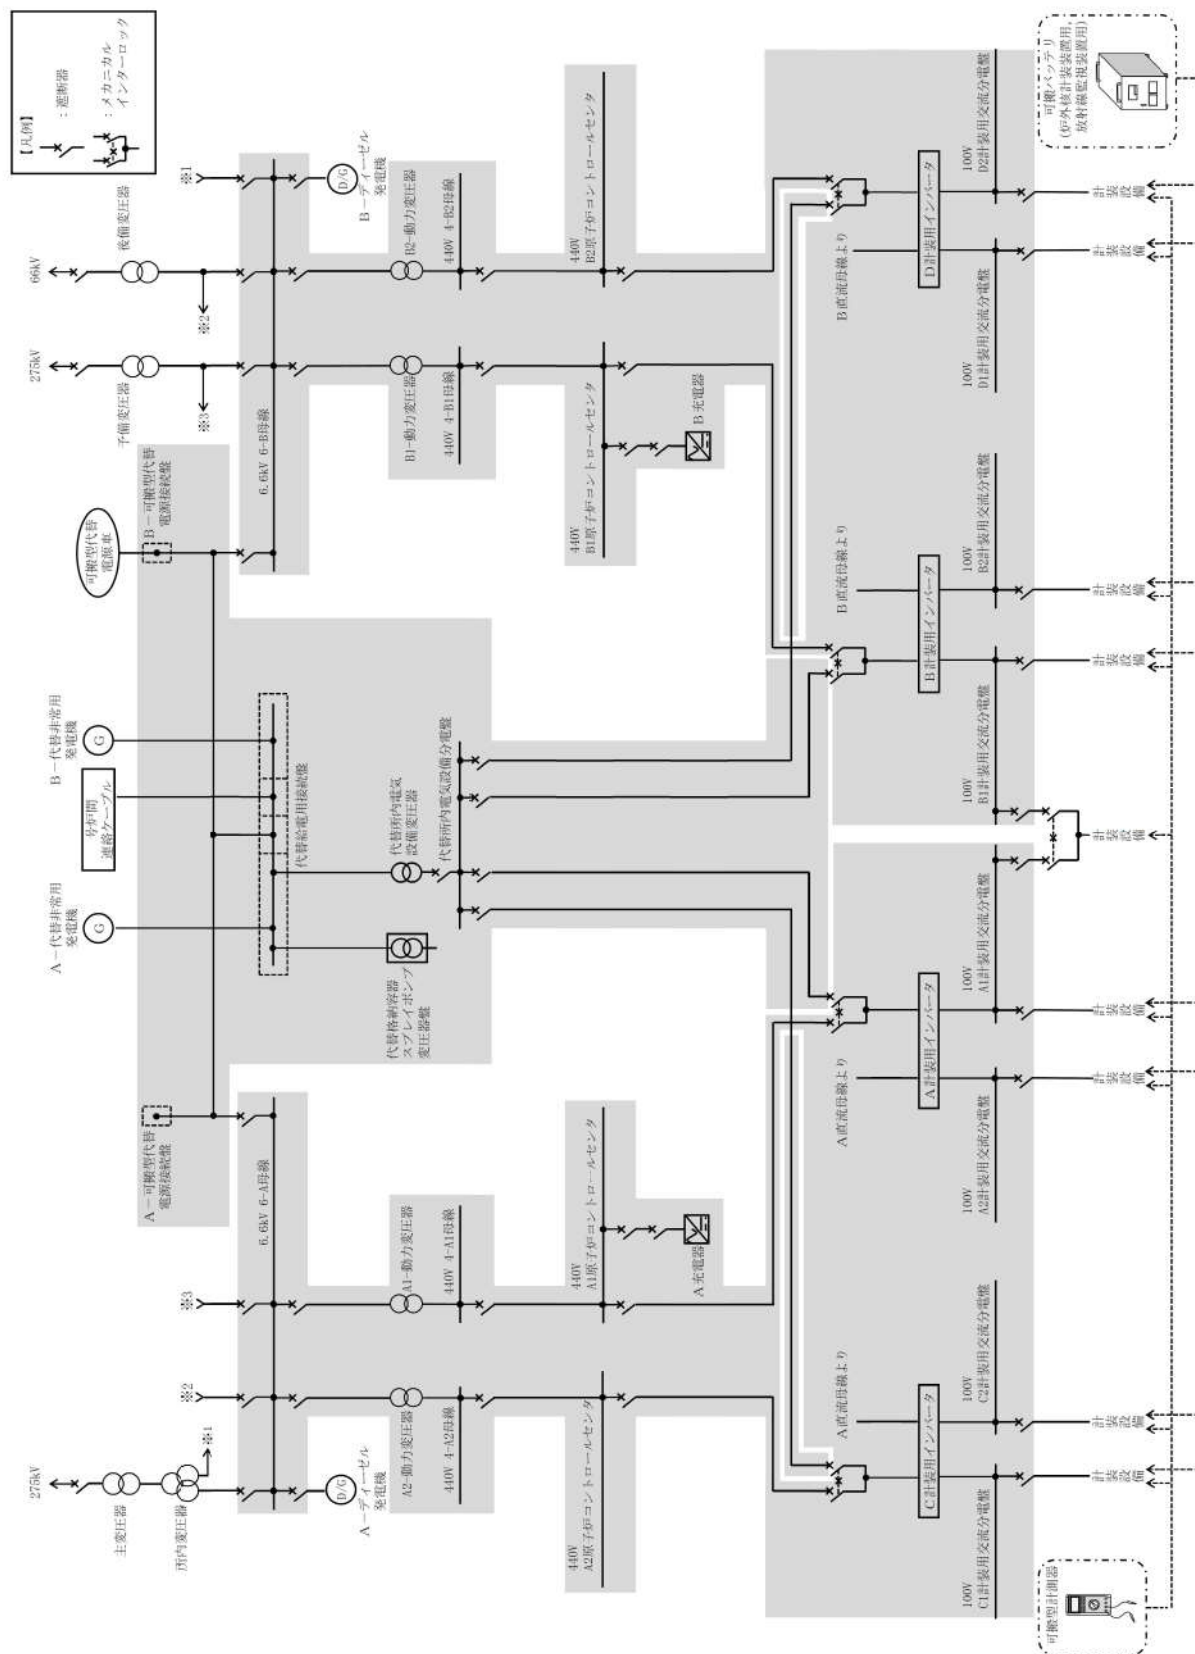 【凡例】
：遮断器
：メカニカル
インターロック
275kV
主変圧器
所内変圧器
※1
※2
※3
A－ディーゼル
発電機
D/G
6.6kV 6-A母線
A2-動力変圧器
440V 4-A2母線
440V
A2原子炉コントロールセンタ
A1-動力変圧器
440V 4-A1母線
440V
A1原子炉コントロールセンタ
A充電器
A－可搬型代替
電源接続盤
A－代替非常用
発電機
G
号炉間
連絡ケーブル
B－代替非常用
発電機
G
代替給電用接続盤
代替格納容器
スプレイポンプ
変圧器盤
代替所内電気
設備変圧器
代替所内電気設備分電盤
可搬型代替
電源車
B－可搬型代替
電源接続盤
275kV
予備変圧器
※3
66kV
後備変圧器
※2
※1
6.6kV 6-B母線
D/G
B－ディーゼル
発電機
B1-動力変圧器
440V 4-B1母線
440V
B1原子炉コントロールセンタ
B充電器
B2-動力変圧器
440V 4-B2母線
440V
B2原子炉コントロールセンタ
A直流母線より
C計装用インバータ
100V
C1計装用交流分電盤
100V
C2計装用交流分電盤
計装設備
計装設備
A直流母線より
A計装用インバータ
100V
A2計装用交流分電盤
100V
A1計装用交流分電盤
計装設備
計装設備
計装設備
B直流母線より
B計装用インバータ
100V
B1計装用交流分電盤
100V
B2計装用交流分電盤
計装設備
計装設備
B直流母線より
D計装用インバータ
100V
D1計装用交流分電盤
100V
D2計装用交流分電盤
計装設備
計装設備
可搬型計測器
可搬バッテリ
(炉外核計装装置用,
放射線監視装置用)